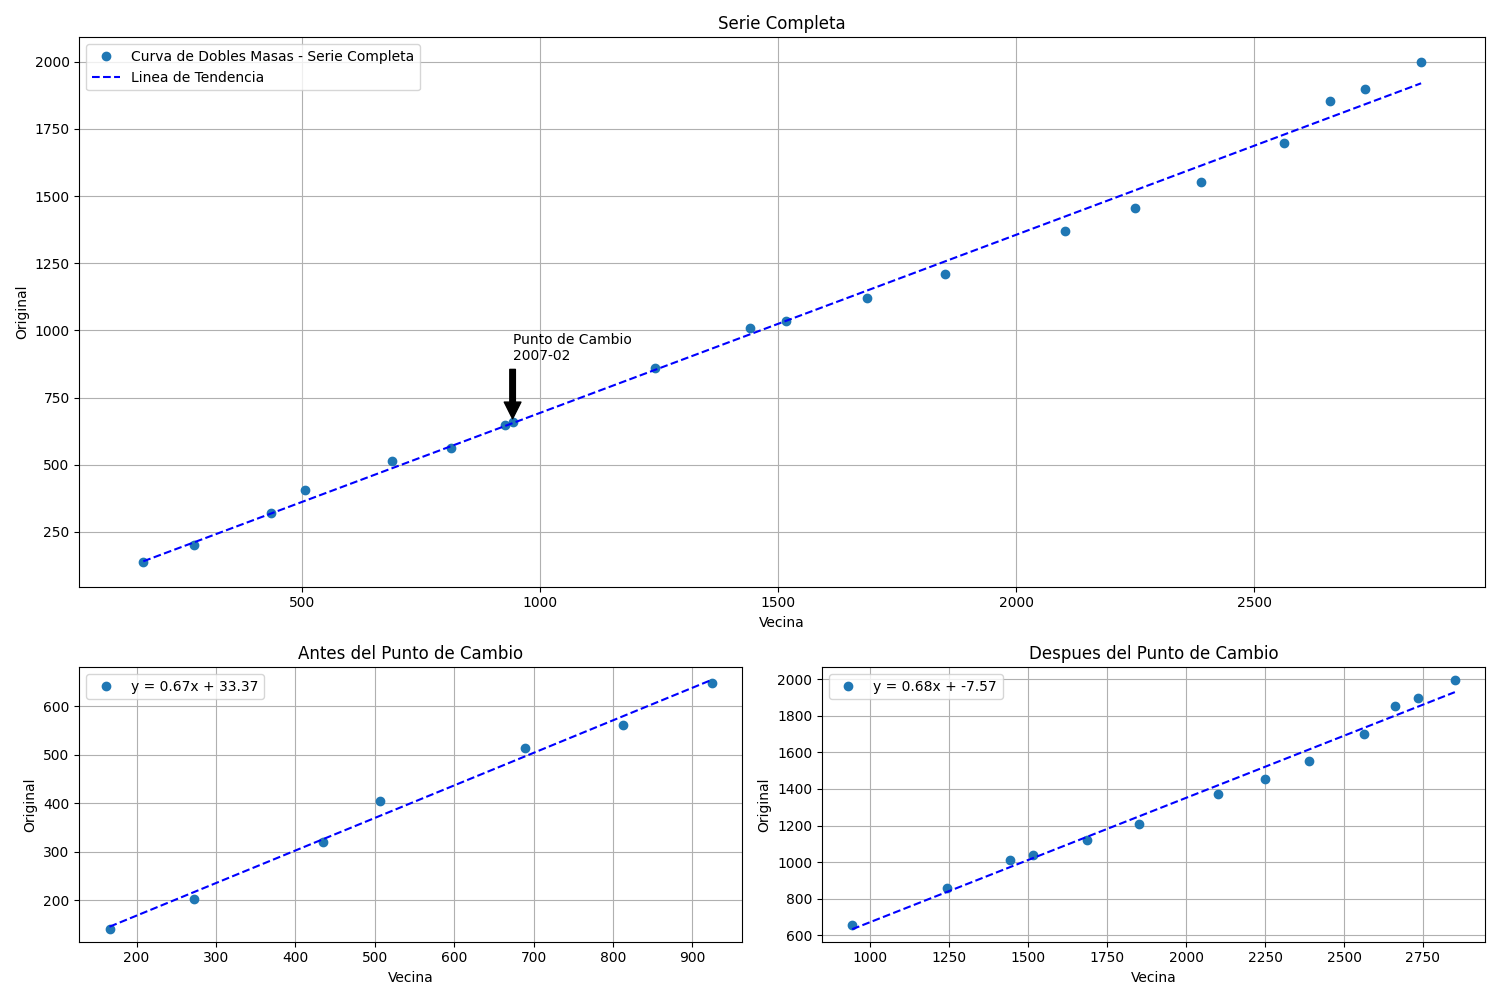 Serie Completa
Curva de Dobles Masas - Serie Completa
Linea de Tendencia
2000
1750
1500
1250
1000
750
500
250
Original
Punto de Cambio
2007-02
500 1000 1500 2000 2500
Vecina
Antes del Punto de Cambio
y = 0.67x + 33.37
600
500
400
300
200
Original
200 300 400 500 600 700 800 900
Vecina
Despues del Punto de Cambio
y = 0.68x + -7.57
2000
1800
1600
1400
1200
1000
800
600
Original
1000 1250 1500 1750 2000 2250 2500 2750
Vecina